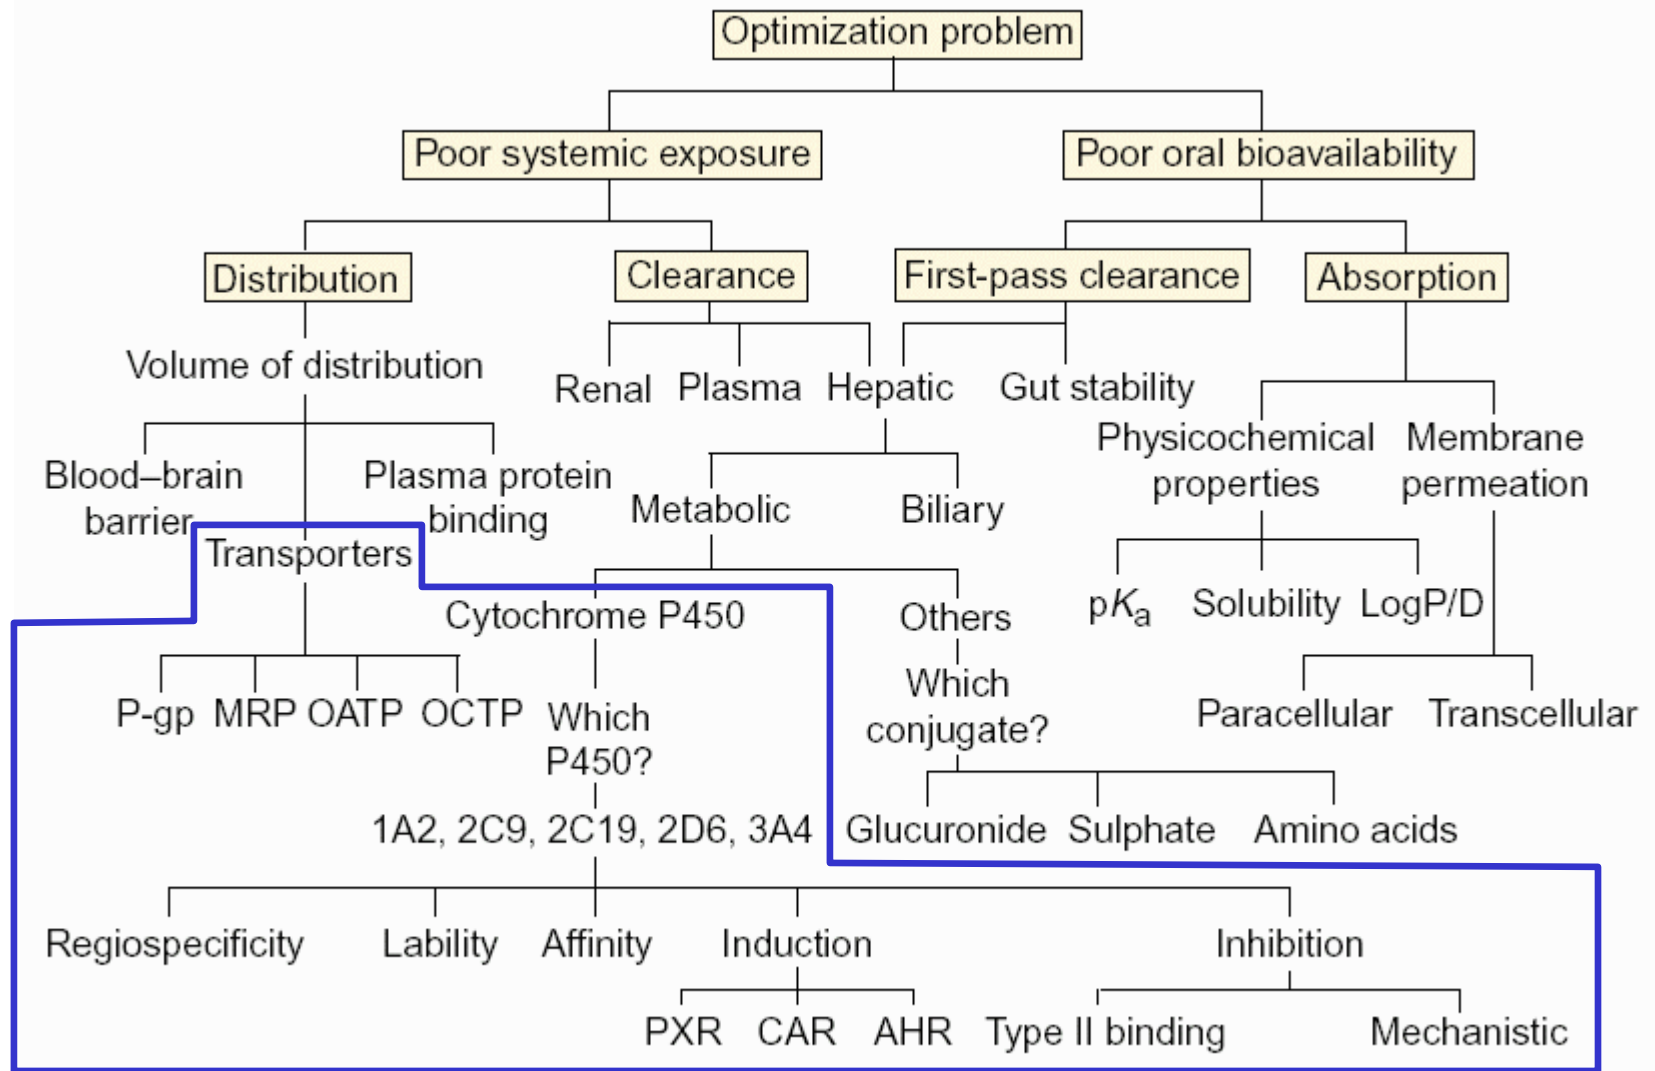 Optimization problem
Poor systemic exposure
Poor oral bioavailability
Distribution
Clearance
First-pass clearance
Absorption
Volume of distribution
Renal
Plasma
Hepatic
Gut stability
Physicochemical
properties
Membrane
permeation
Blood–brain
barrier
Plasma protein
binding
Metabolic
Biliary
Transporters
Cytochrome P450
Others
pKa
Solubility
LogP/D
Which
conjugate?
P-gp
MRP
OATP
OCTP
Which
P450?
Paracellular
Transcellular
1A2, 2C9, 2C19, 2D6, 3A4
Glucuronide
Sulphate
Amino acids
Regiospecificity
Lability
Affinity
Induction
Inhibition
PXR
CAR
AHR
Type II binding
Mechanistic